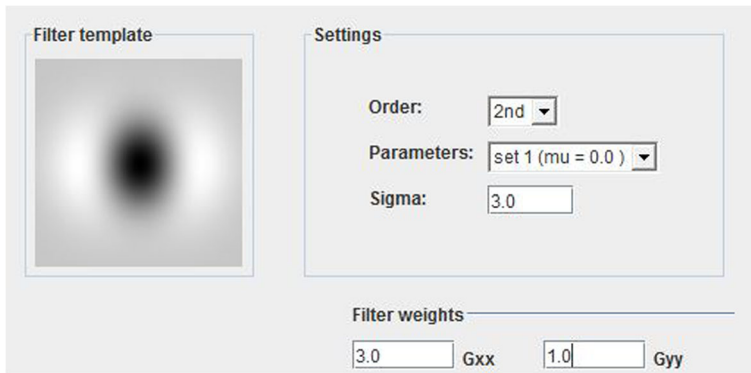 Filter template
Settings
Order: 2nd
Parameters: set 1 (mu = 0.0 )
Sigma: 3.0
Filter weights
3.0 Gxx 1.0 Gyy